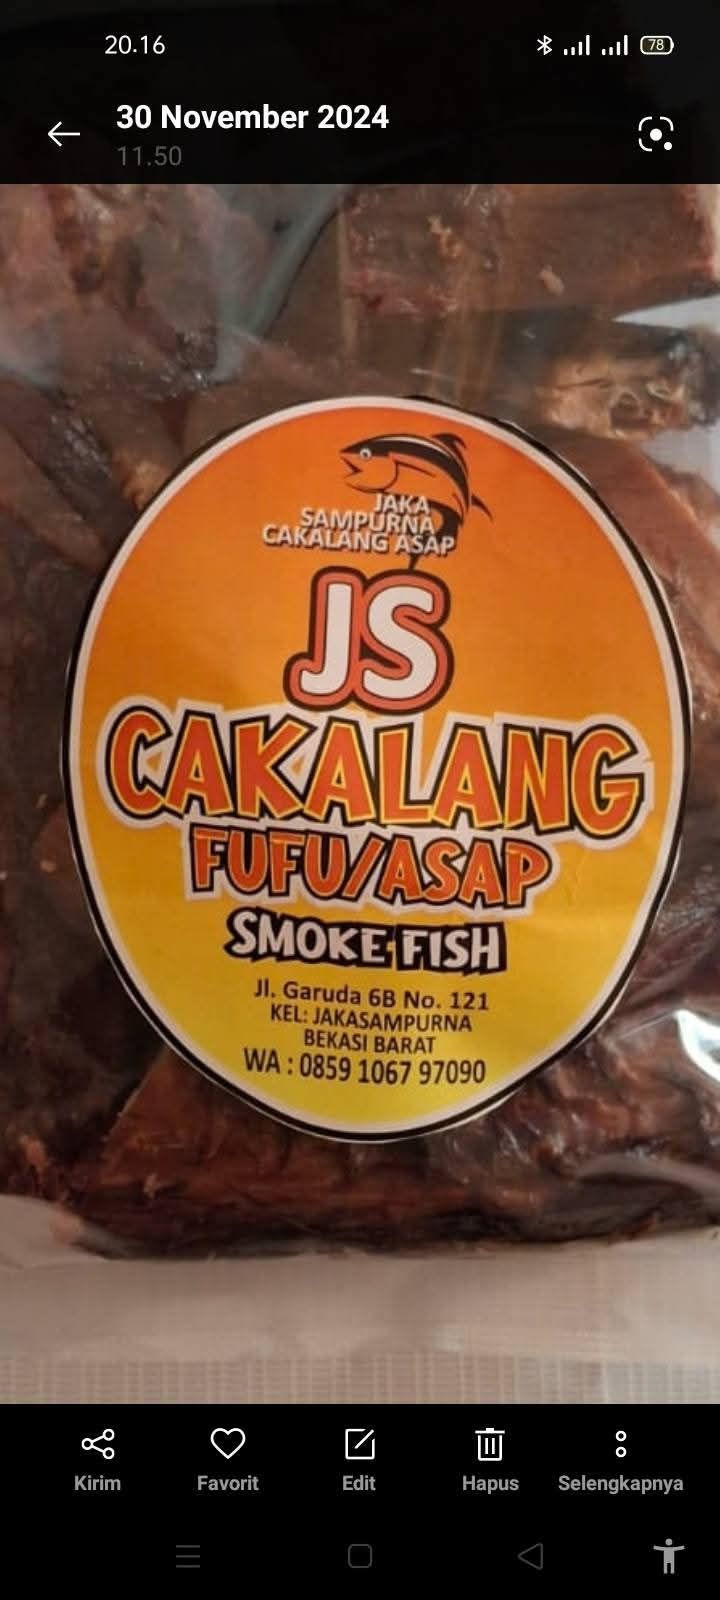 20.16
78
30 November 2024
11.50
JAKA
SAMPURNA
CAKALANG ASAP
JS
CAKALANG
FUFU/ASAP
SMOKE FISH
Jl. Garuda 6B No. 121
KEL: JAKASAMPURNA
BEKASI BARAT
WA : 0859 1067 97090
Kirim
Favorit
Edit
Hapus
Selengkapnya